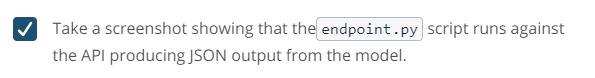 Take a screenshot showing that the endpoint.py script runs against
the API producing JSON output from the model.